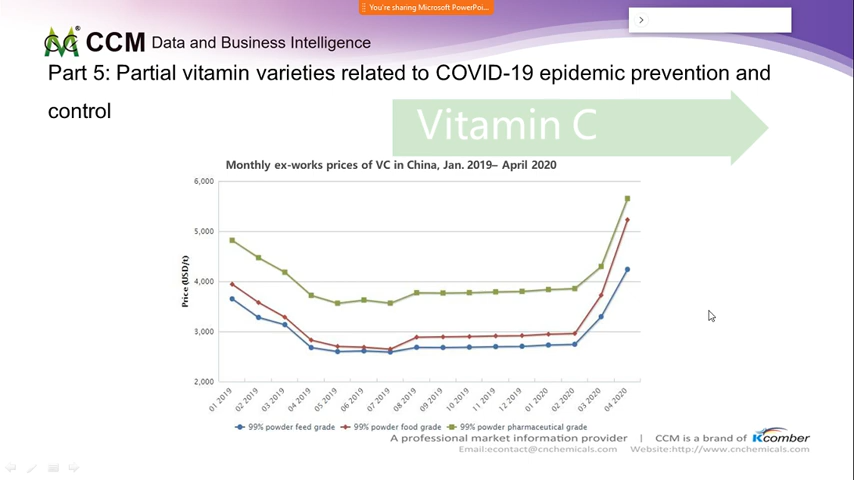 You're sharing Microsoft PowerPoi...
CCM Data and Business Intelligence
Part 5: Partial vitamin varieties related to COVID-19 epidemic prevention and
control
Vitamin C
Monthly ex-works prices of VC in China, Jan. 2019– April 2020
Price (USD/t)
6,000
5,000
4,000
3,000
2,000
01 2019
02 2019
03 2019
04 2019
05 2019
06 2019
07 2019
08 2019
09 2019
10 2019
11 2019
12 2019
01 2020
02 2020
03 2020
04 2020
99% powder feed grade
99% powder food grade
99% powder pharmaceutical grade
A professional market information provider | CCM is a brand of Kcomber
Email:econtact@cnchemicals.com Website:http://www.cnchemicals.com